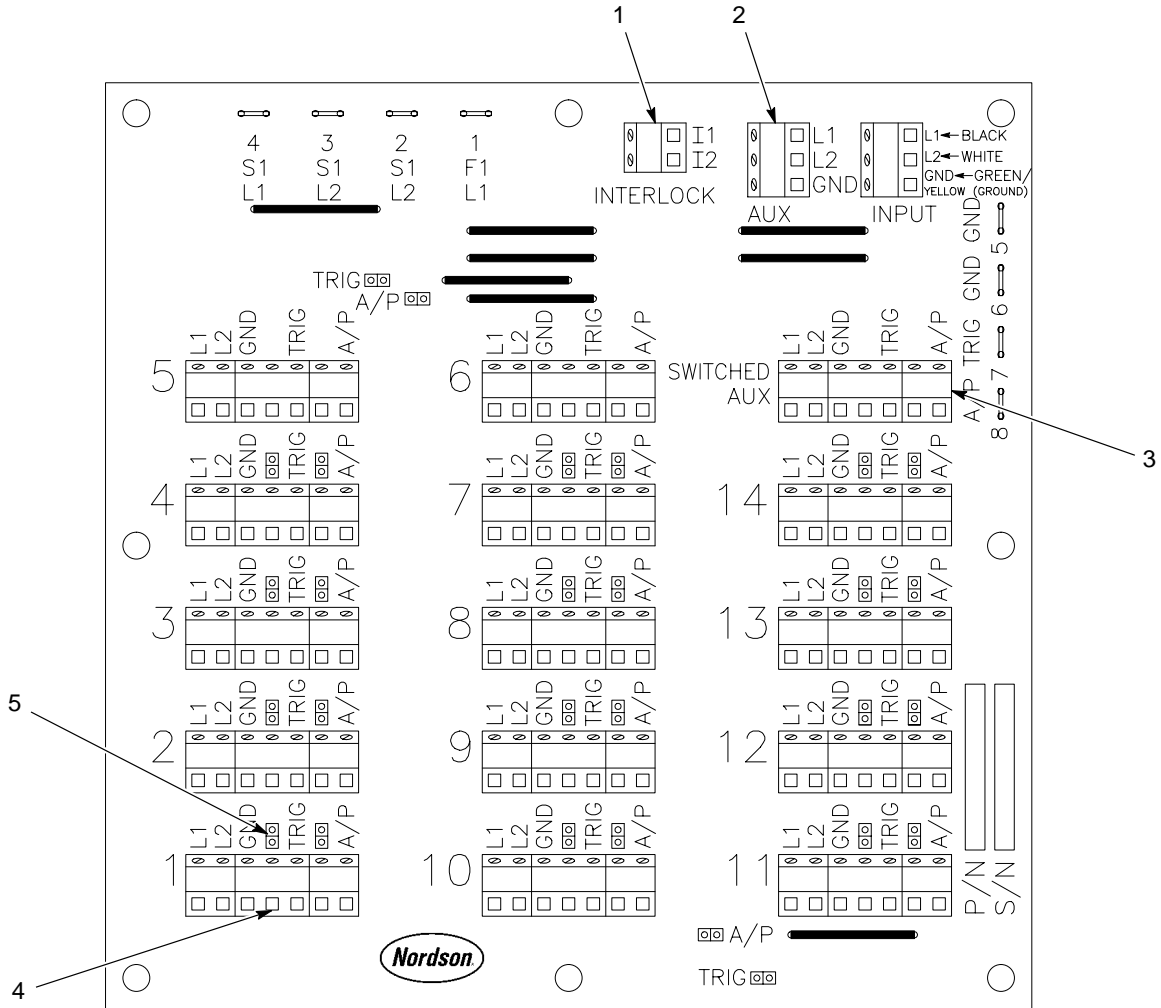 1 2
4 3 2 1
S1 S1 S1 F1
L1 L2 L2 L1
I1
I2
INTERLOCK
L1
L2
GND
AUX
L1 BLACK
L2 WHITE
GND GREEN/
YELLOW (GROUND)
INPUT
GND 5
GND 6
TRIG 7
A/P 8
TRIG
A/P
L1 L2 GND TRIG A/P
5
L1 L2 GND TRIG A/P
6
L1 L2 GND TRIG A/P
SWITCHED
AUX
3
L1 L2 GND TRIG A/P
4
L1 L2 GND TRIG A/P
7
L1 L2 GND TRIG A/P
14
L1 L2 GND TRIG A/P
3
L1 L2 GND TRIG A/P
8
L1 L2 GND TRIG A/P
13
5
L1 L2 GND TRIG A/P
2
L1 L2 GND TRIG A/P
9
L1 L2 GND TRIG A/P
12
L1 L2 GND TRIG A/P
1
L1 L2 GND TRIG A/P
10
L1 L2 GND TRIG A/P
11
P/N
S/N
4
Nordson
A/P
TRIG